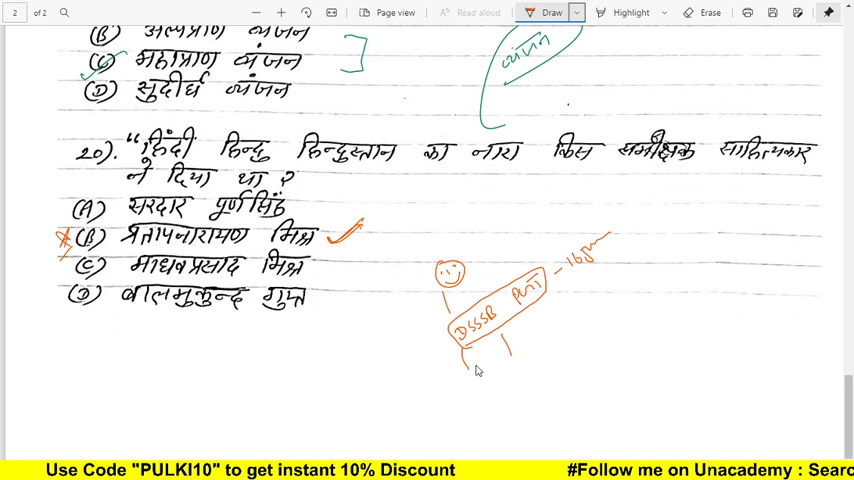 2 of 2
Page view
Read aloud
Draw
Highlight
Erase
(B) अल्पप्राण व्यंजन
(C) महाप्राण व्यंजन
(D) सुदीर्घ व्यंजन
व्यंजन
20). "हिंदी हिन्दु हिन्दुस्तान का नारा किस समीक्षक साहित्यकार
ने दिया था ?
(A) सरदार पूर्णसिंह
(B) प्रतापनारायण मिश्र
(C) माधवप्रसाद मिश्र
(D) बालमुकुन्द गुप्त
DSSSB
Use Code "PULKI10" to get instant 10% Discount
#Follow me on Unacademy : Searc